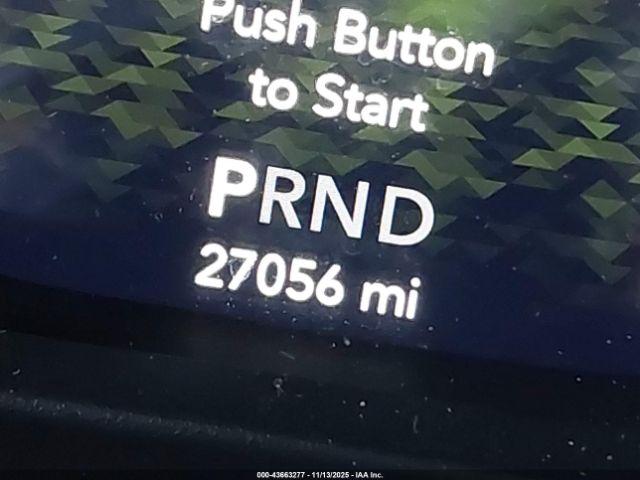 Push Button
to Start
PRND
27056 mi
000-43663277 - 11/13/2025 - IAA Inc.